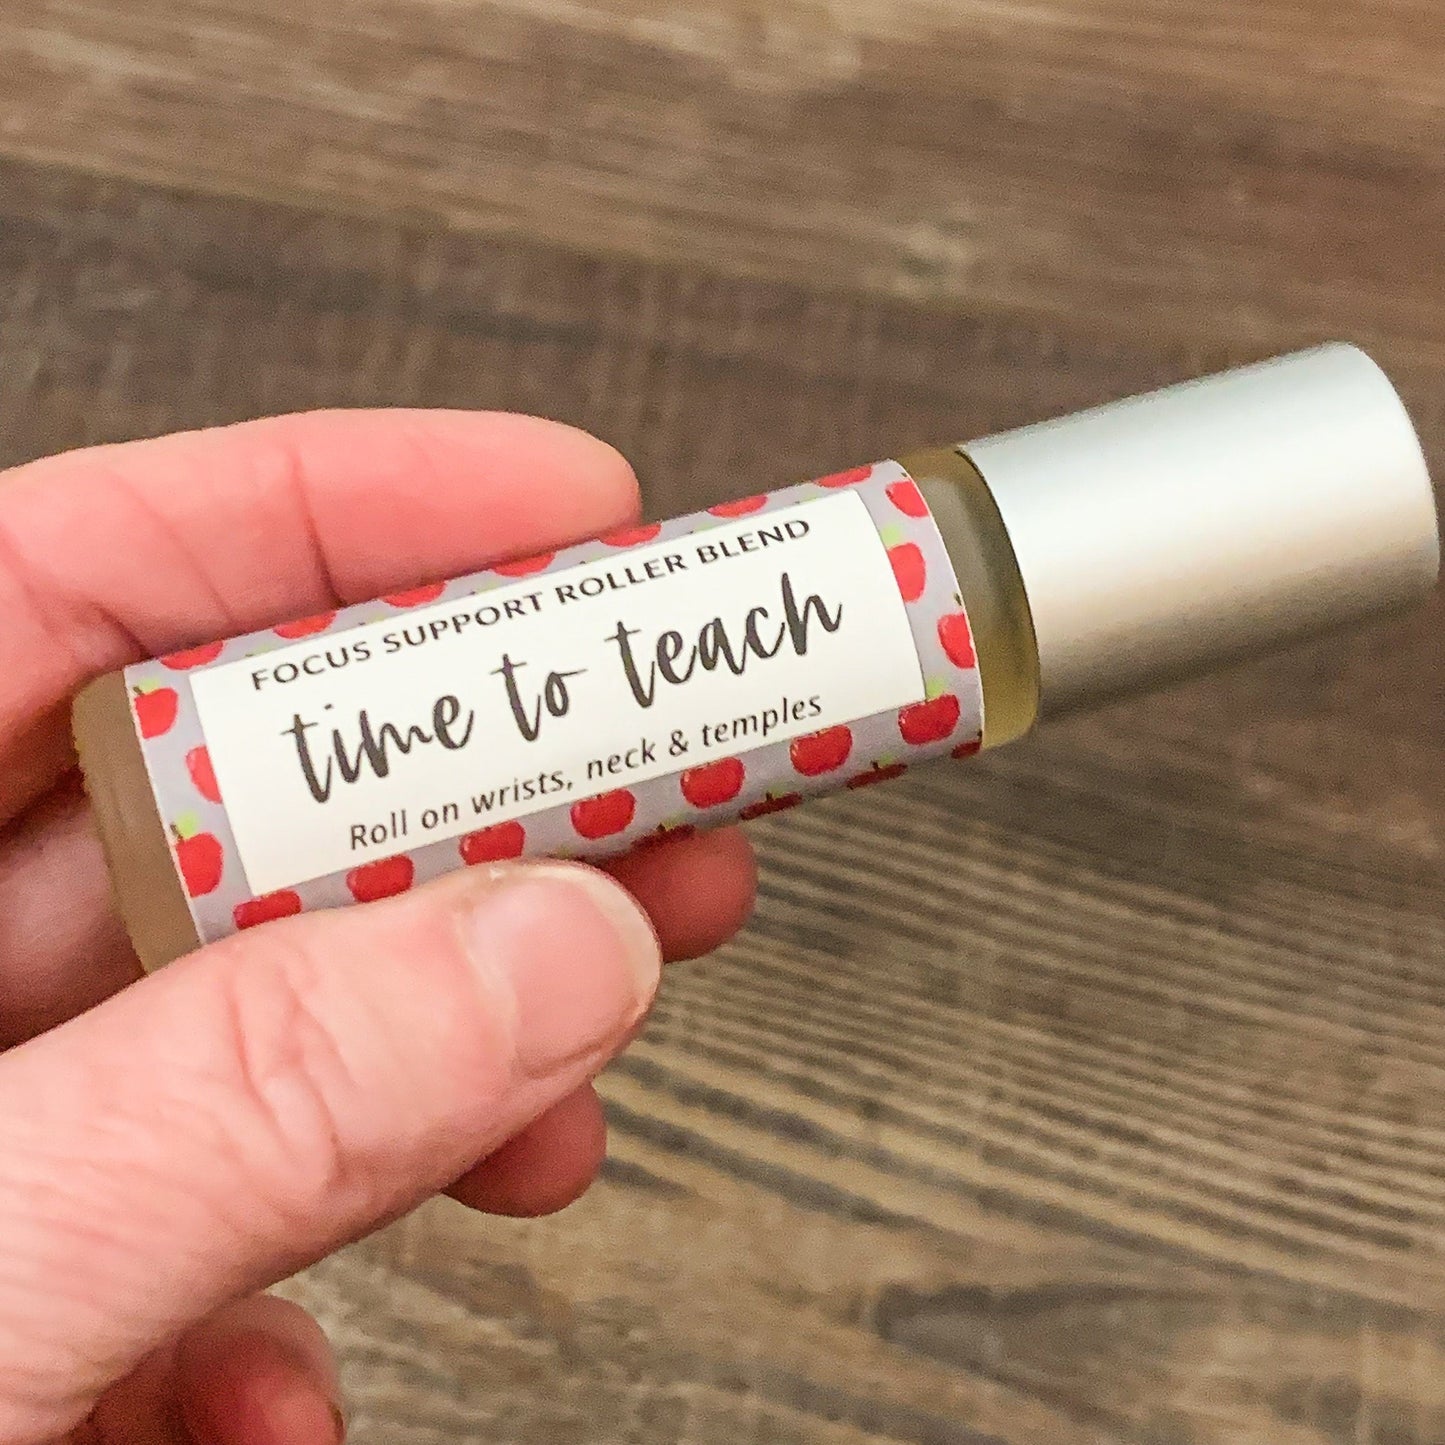 FOCUS SUPPORT ROLLER BLEND
time to teach
Roll on wrists, neck & temples